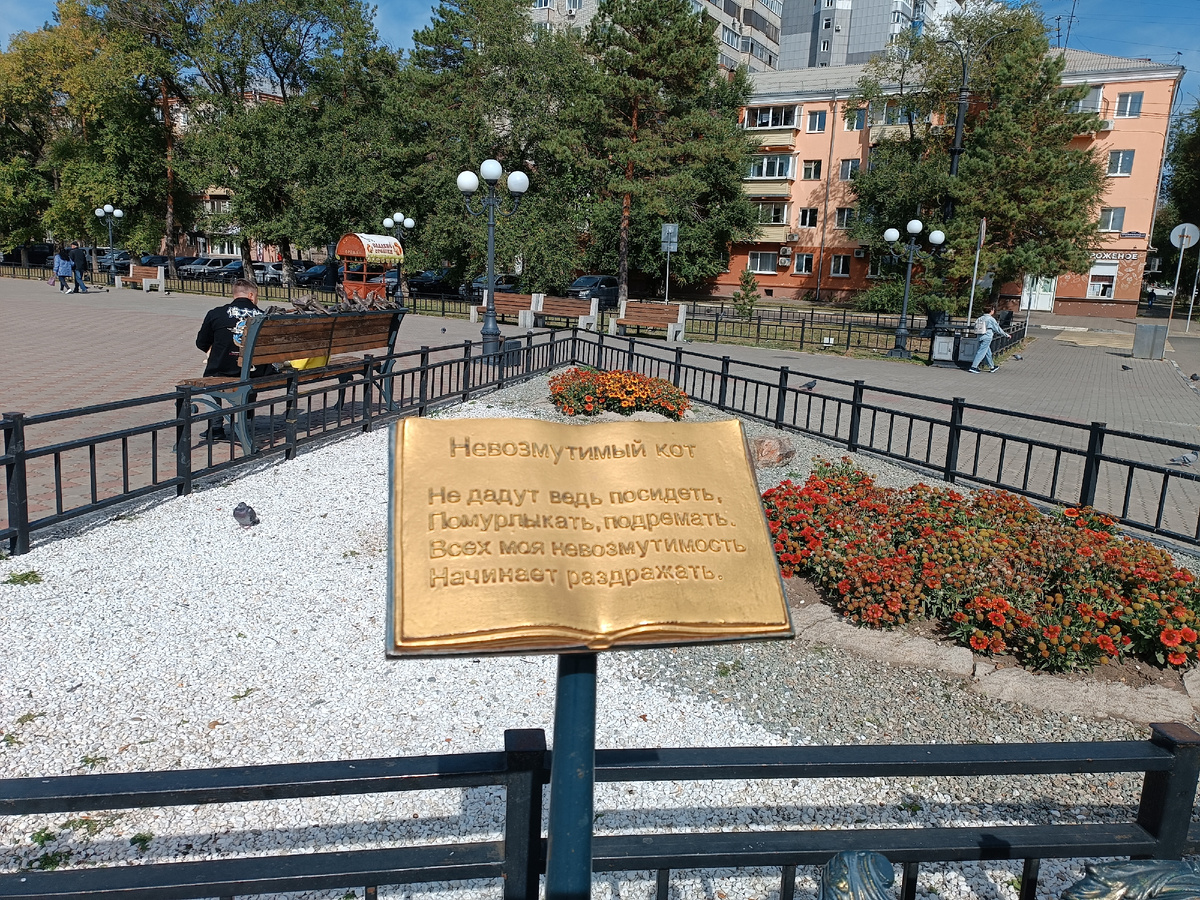 Невозмутимый кот
Не дадут ведь посидеть,
Помурлыкать, подремать.
Всех моя невозмутимость
Начинает раздражать.